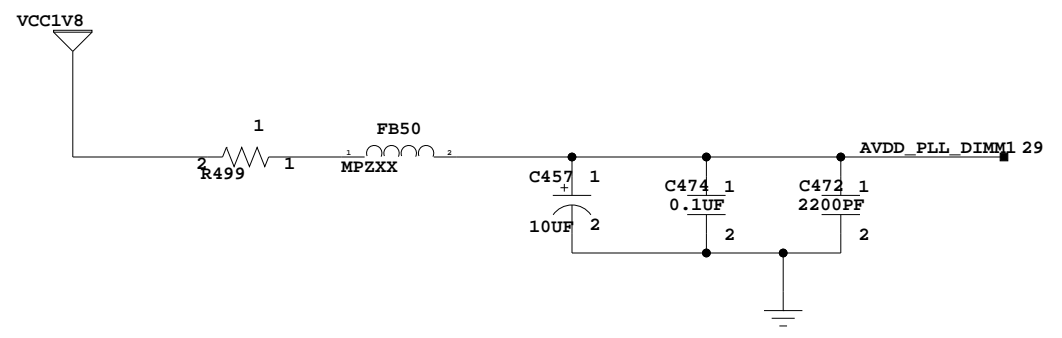 VCC1V8
1
FB50
1
2
2
1
R499
MPZXX
AVDD_PLL_DIMM1 29
C457 1
+
10UF 2
C474 1
0.1UF
2
C472 1
2200PF
2